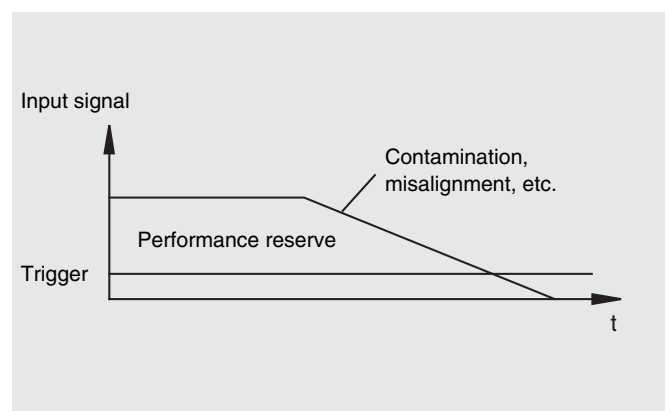 Input signal
Contamination,
misalignment, etc.
Performance reserve
Trigger
t